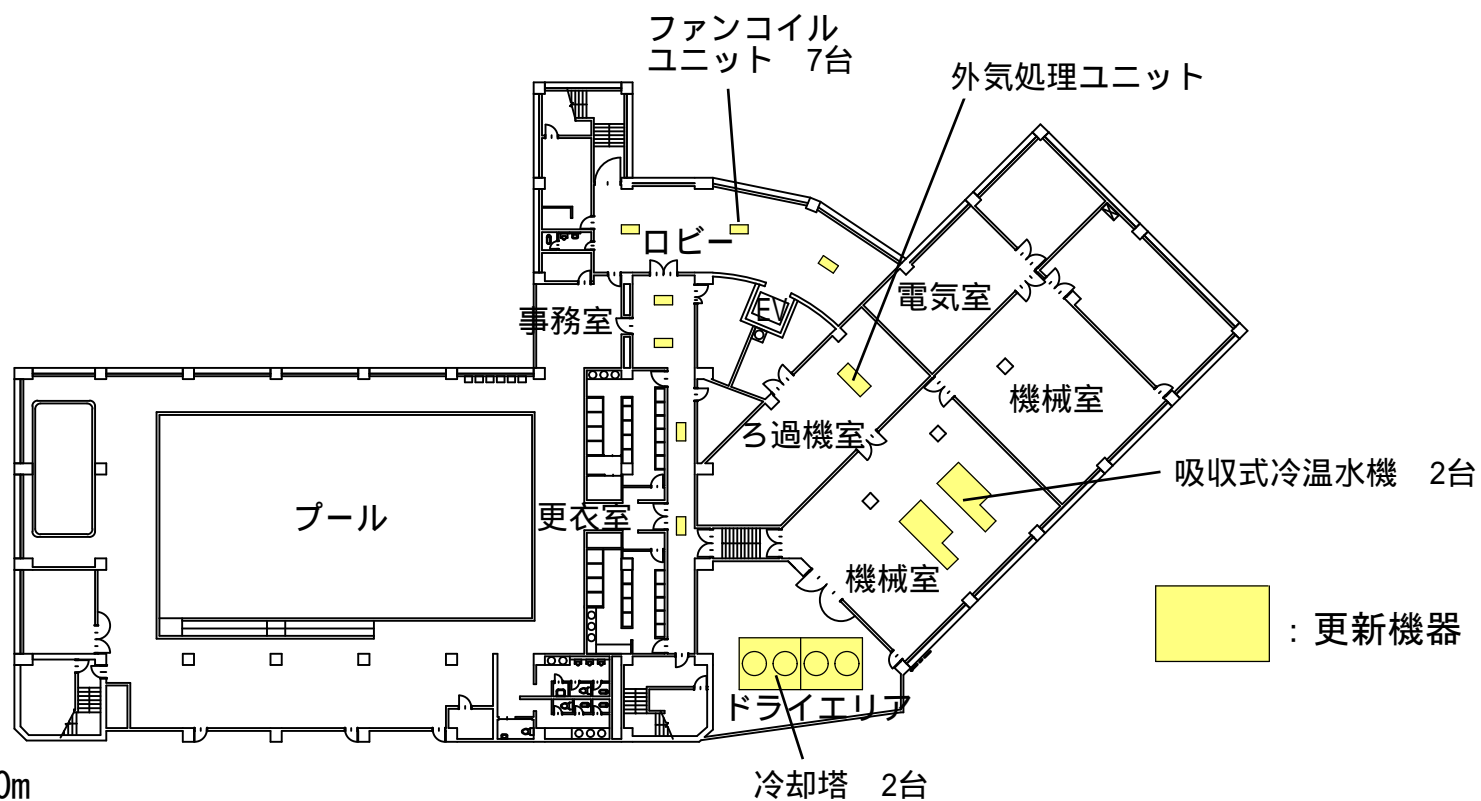 ファンコイル
ユニット　7台
外気処理ユニット
ロビー
電気室
EV
事務室
機械室
ろ過機室
吸収式冷温水機　2台
プール
更衣室
機械室
：更新機器
ドライエリア
0m
冷却塔　2台